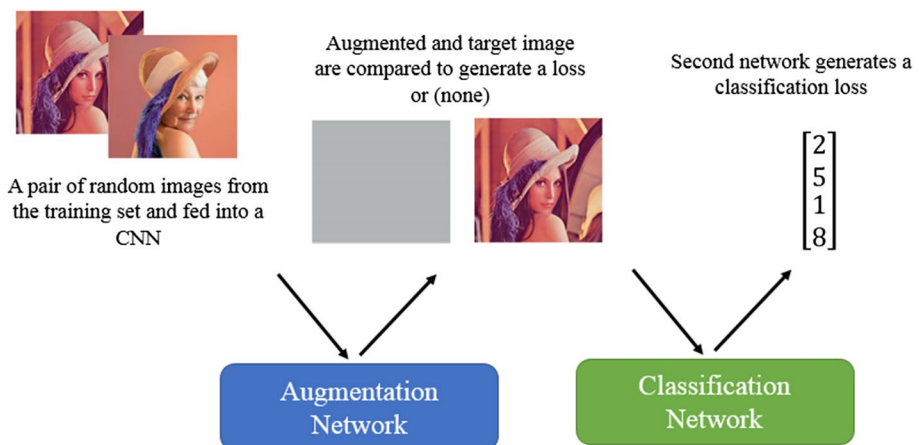 Augmented and target image
are compared to generate a loss
or (none)
Second network generates a
classification loss
A pair of random images from
the training set and fed into a
CNN
2
5
1
8
Augmentation
Network
Classification
Network